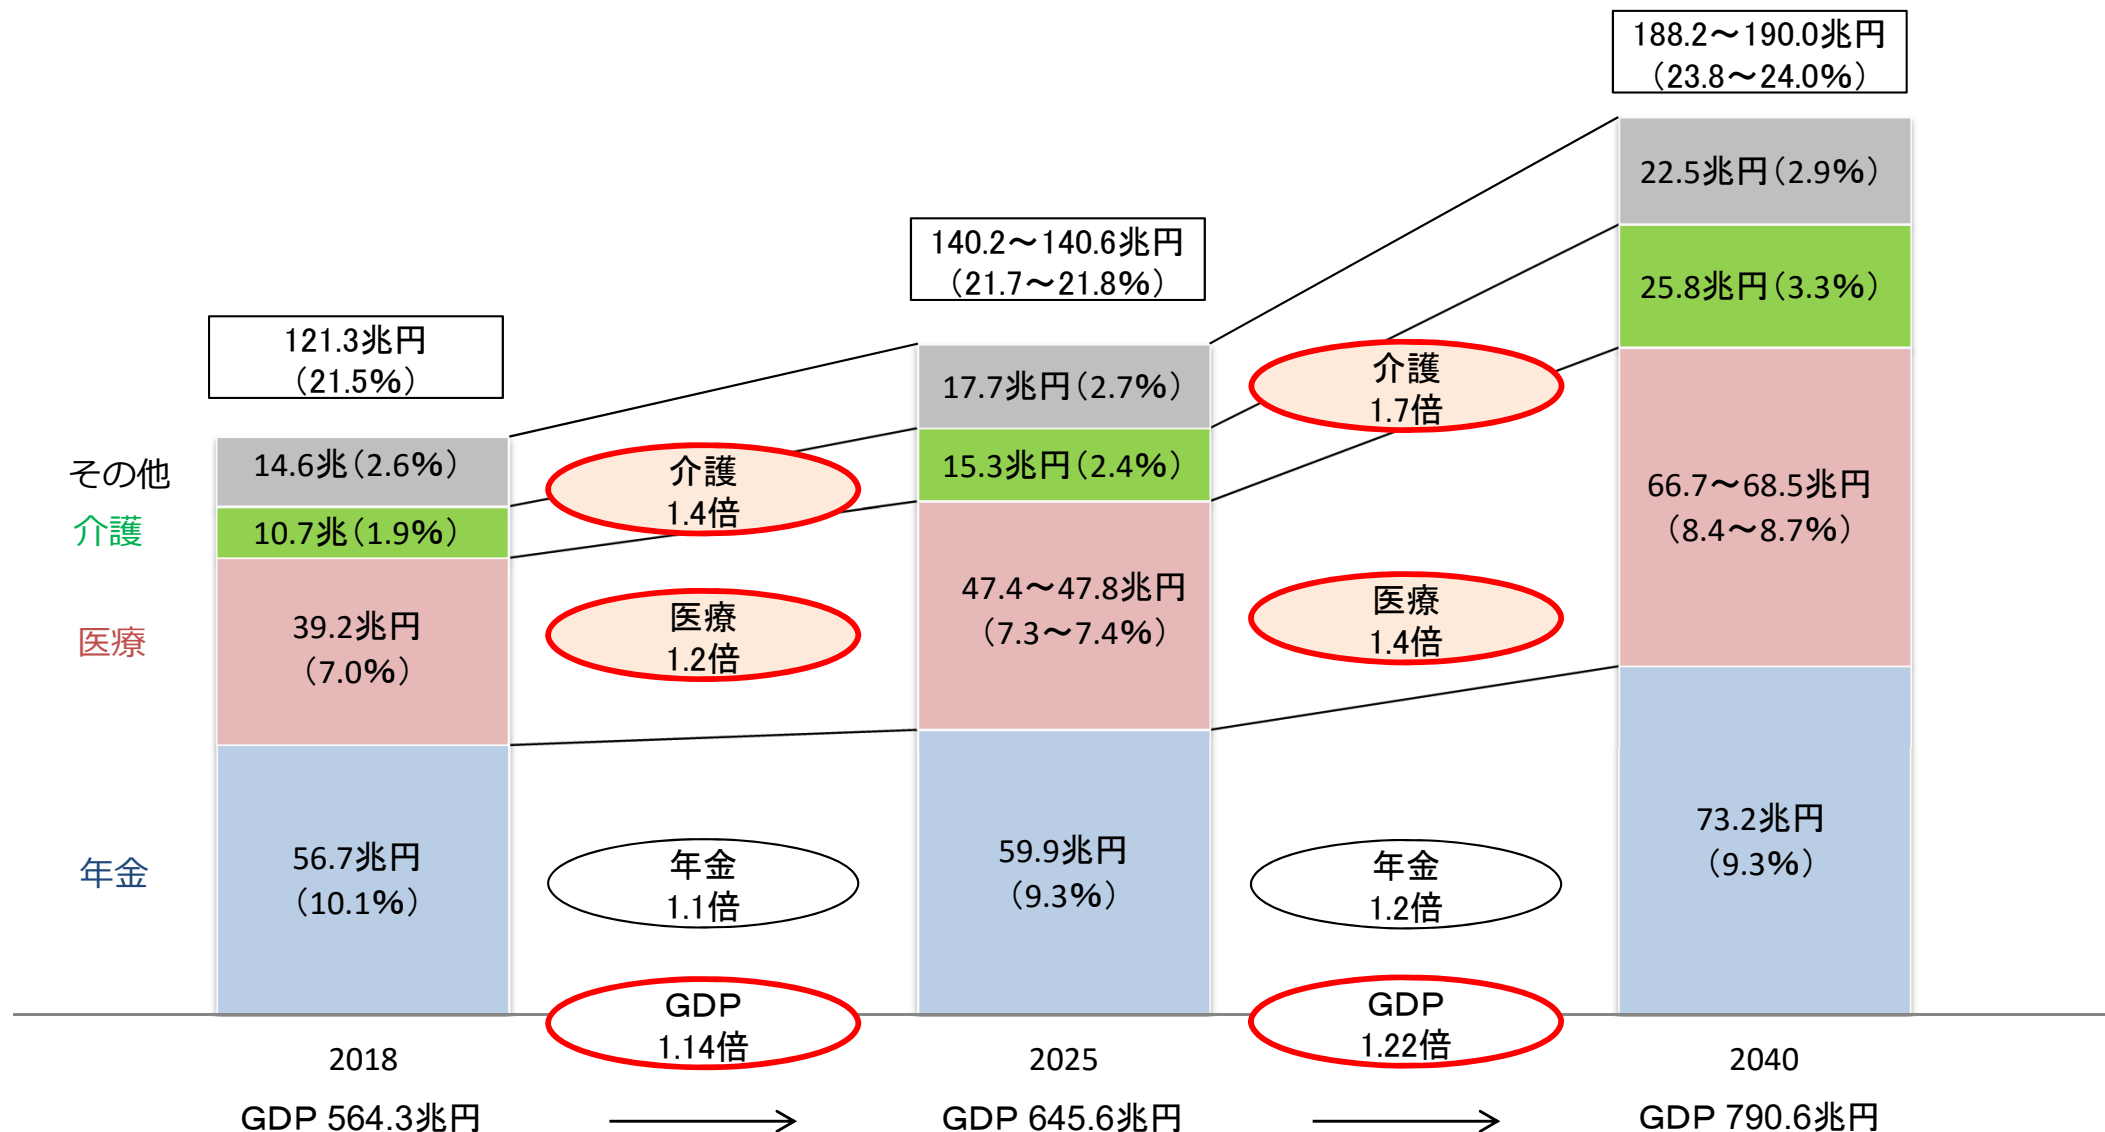 188.2～190.0兆円
（23.8～24.0％）
140.2～140.6兆円
（21.7～21.8％）
121.3兆円
（21.5％）
その他
介護
医療
年金
14.6兆（2.6％）
10.7兆（1.9％）
39.2兆円
（7.0％）
56.7兆円
（10.1％）
介護
1.4倍
医療
1.2倍
年金
1.1倍
GDP
1.14倍
17.7兆円（2.7％）
15.3兆円（2.4％）
47.4～47.8兆円
（7.3～7.4％）
59.9兆円
（9.3％）
介護
1.7倍
医療
1.4倍
年金
1.2倍
GDP
1.22倍
22.5兆円（2.9％）
25.8兆円（3.3％）
66.7～68.5兆円
（8.4～8.7％）
73.2兆円
（9.3％）
2018
2025
2040
GDP 564.3兆円
GDP 645.6兆円
GDP 790.6兆円